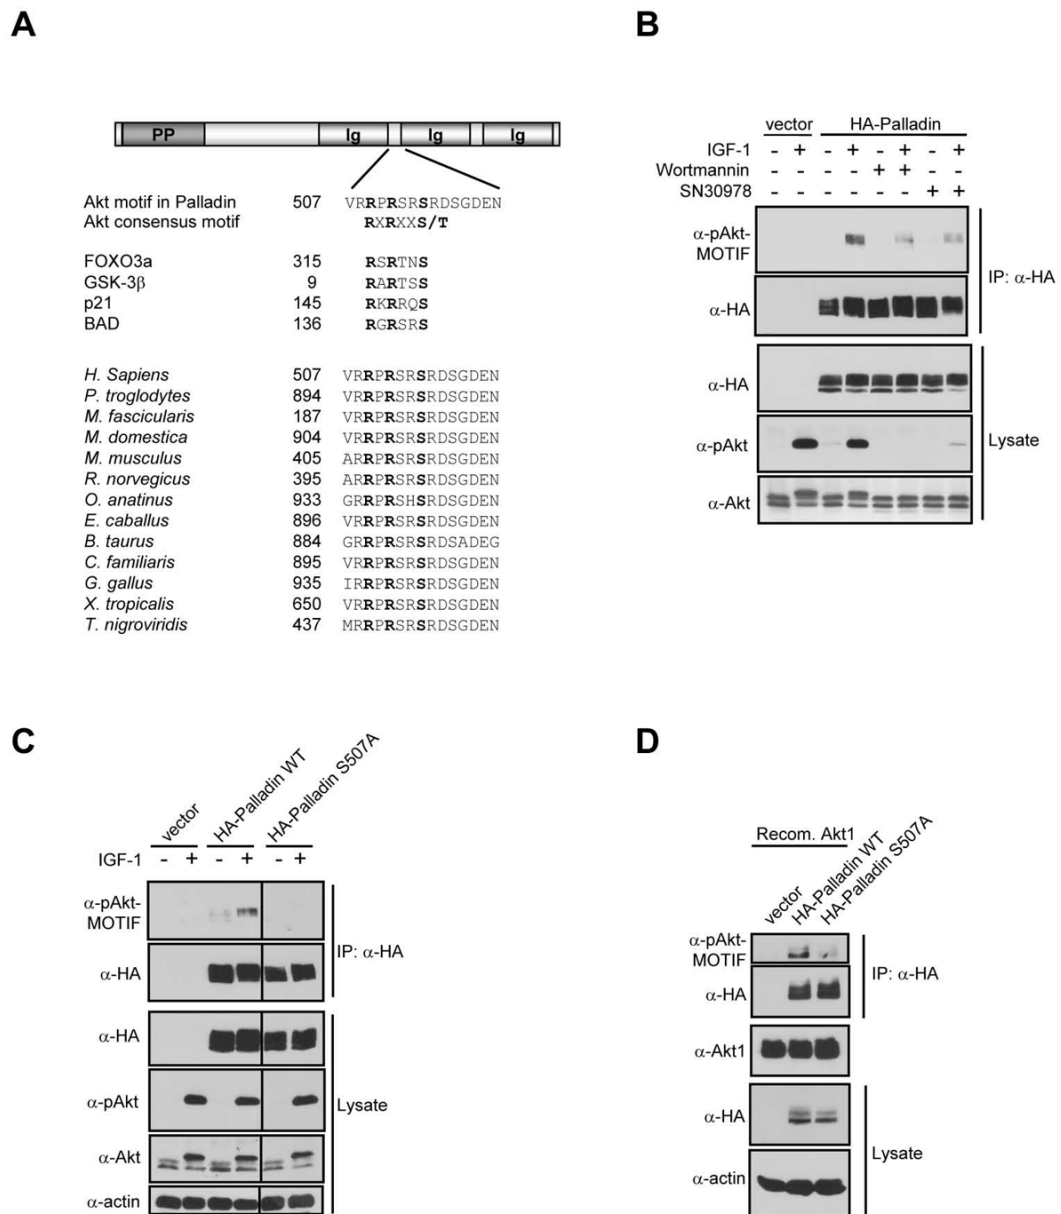 A
PP Ig Ig Ig
Akt motif in Palladin 507 VRRPRSRSRDSGDEN
Akt consensus motif RXRXXS/T
FOXO3a 315 RSRTNS
GSK-3β 9 RARTSS
p21 145 RKRRQS
BAD 136 RGRSRS
H. Sapiens 507 VRRPRSRSRDSGDEN
P. troglodytes 894 VRRPRSRSRDSGDEN
M. fascicularis 187 VRRPRSRSRDSGDEN
M. domestica 904 VRRPRSRSRDSGDEN
M. musculus 405 ARRPRSRSRDSGDEN
R. norvegicus 395 ARRPRSRSRDSGDEN
O. anatinus 933 GRRPRSHSRDSGDEN
E. caballus 896 VRRPRSRSRDSGDEN
B. taurus 884 GRRPRSRSRDSADEG
C. familiaris 895 VRRPRSRSRDSGDEN
G. gallus 935 IRRPRSRSRDSGDEN
X. tropicalis 650 VRRPRSRSRDSGDEN
T. nigroviridis 437 MRRPRSRSRDSGDEN
B
vector HA-Palladin
IGF-1 - + - + - + - +
Wortmannin - - - - + + - -
SN30978 - - - - - - + +
α-pAkt-
MOTIF
α-HA
IP: α-HA
α-HA
α-pAkt
α-Akt
Lysate
C
vector
HA-Palladin WT
HA-Palladin S507A
IGF-1 - + - + - +
α-pAkt-
MOTIF
α-HA
IP: α-HA
α-HA
α-pAkt
α-Akt
α-actin
Lysate
D
Recom. Akt1
vector
HA-Palladin WT
HA-Palladin S507A
α-pAkt-
MOTIF
α-HA
IP: α-HA
α-Akt1
α-HA
α-actin
Lysate